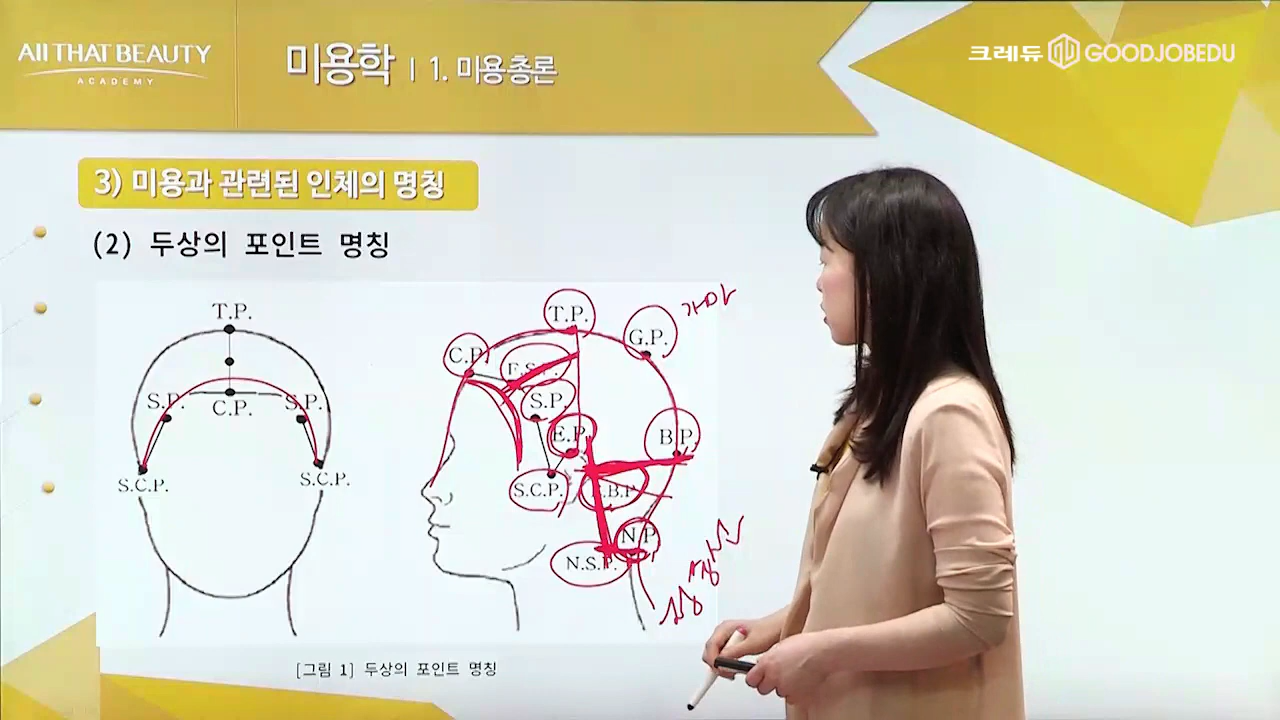 All THAT BEAUTY
ACADEMY
미용학 | 1. 미용 총론
크레듀 GOODJOBEDU
3) 미용과 관련된 인체의 명칭
(2) 두상의 포인트 명칭
T.P.
S.P. C.P. S.P.
S.C.P. S.C.P.
T.P.
G.P.
가마
C.P.
F.S.P.
S.P.
E.P.
B.P.
S.C.P.
.B.P.
N.P.
N.S.P.
[그림 1] 두상의 포인트 명칭